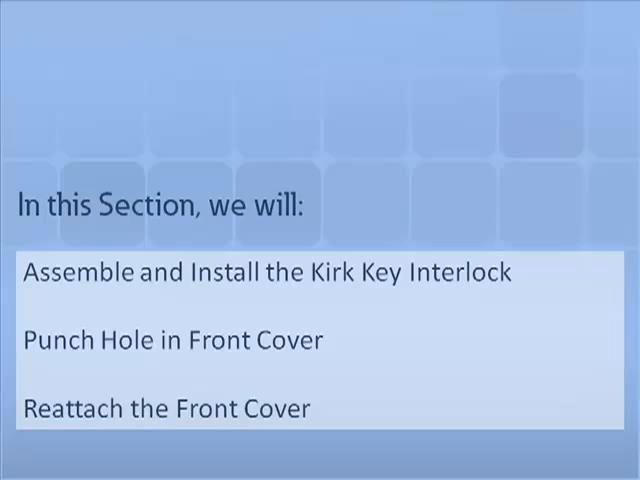 In this Section, we will:
Assemble and Install the Kirk Key Interlock
Punch Hole in Front Cover
Reattach the Front Cover